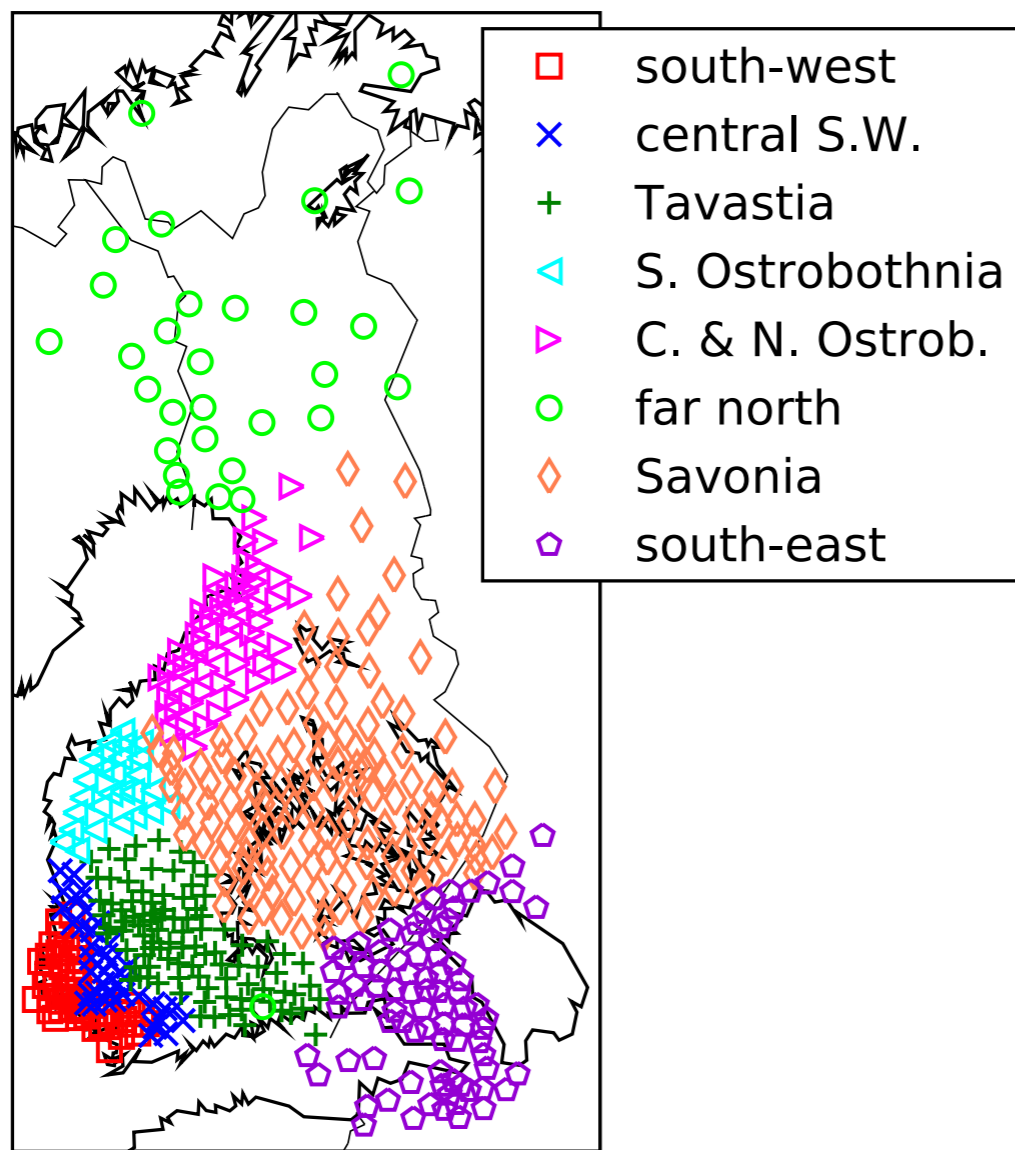 south-west
central S.W.
Tavastia
S. Ostrobothnia
C. & N. Ostrob.
far north
Savonia
south-east